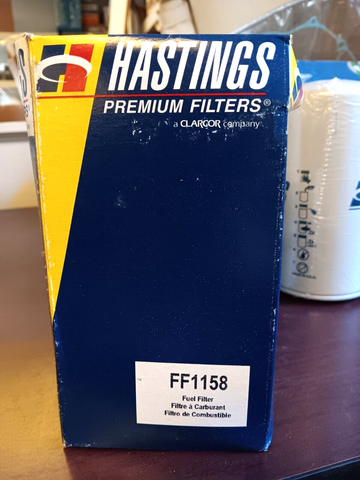 HASTINGS
PREMIUM FILTERS®
a CLARCOR company
FF1158
Fuel Filter
Filtre à Carburant
Filtro de Combustible